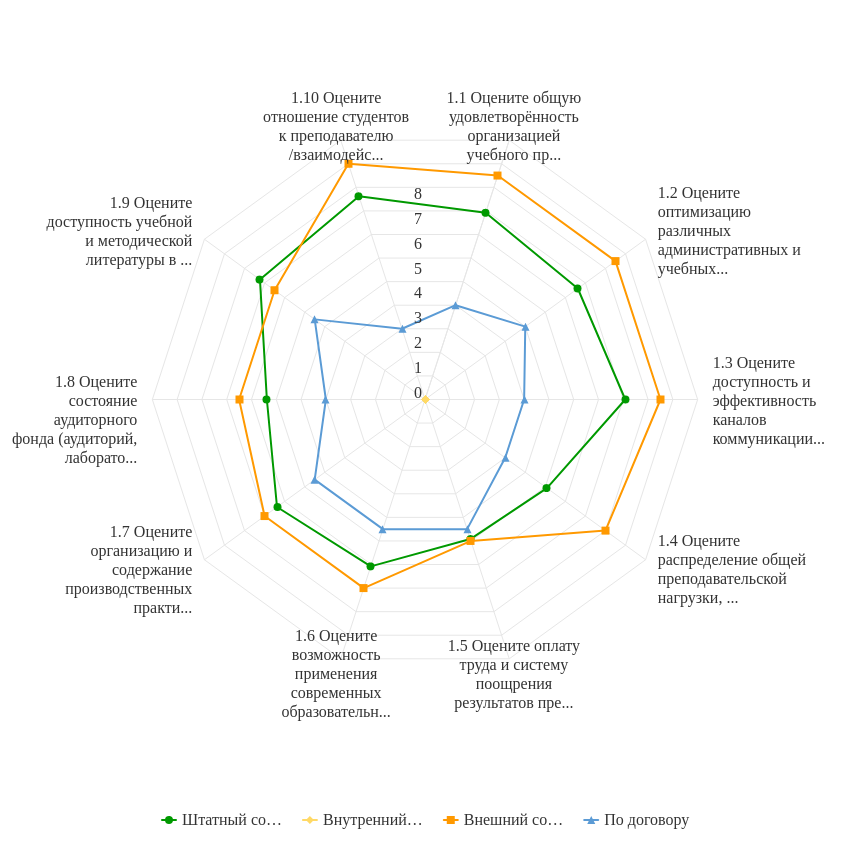 1.10 Оцените
отношение студентов
к преподавателю
/взаимодейс...
1.1 Оцените общую
удовлетворённость
организацией
учебного пр...
1.2 Оцените
оптимизацию
различных
административных и
учебных...
1.3 Оцените
доступность и
эффективность
каналов
коммуникации...
1.4 Оцените
распределение общей
преподавательской
нагрузки, ...
1.5 Оцените оплату
труда и систему
поощрения
результатов пре...
1.6 Оцените
возможность
применения
современных
образовательн...
1.7 Оцените
организацию и
содержание
производственных
практи...
1.8 Оцените
состояние
аудиторного
фонда (аудиторий,
лаборато...
1.9 Оцените
доступность учебной
и методической
литературы в ...
8
7
6
5
4
3
2
1
0
Штатный со… Внутренний… Внешний со… По договору